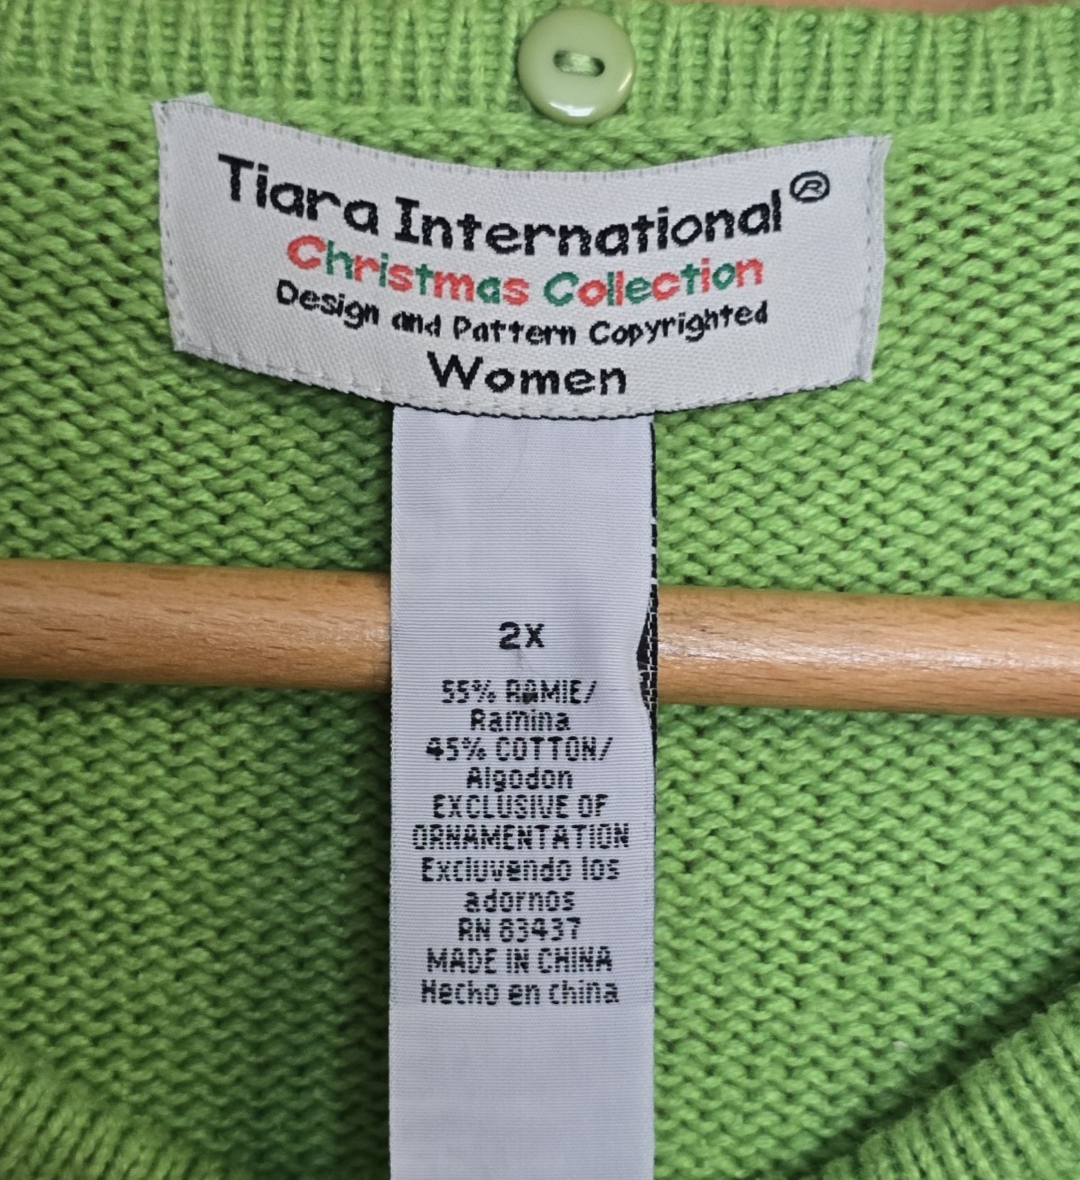 Tiara International®
Christmas Collection
Design and Pattern Copyrighted
Women
2X
55% RAMIE/
Ramina
45% COTTON/
Algodon
EXCLUSIVE OF
ORNAMENTATION
Excluvendo los
adornos
RN 83437
MADE IN CHINA
Hecho en china